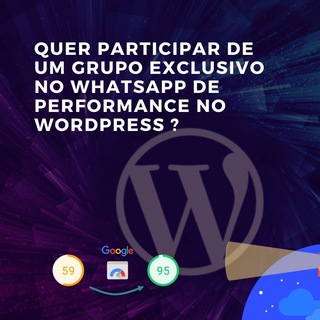 QUER PARTICIPAR DE
UM GRUPO EXCLUSIVO
NO WHATSAPP DE
PERFORMANCE NO
WORDPRESS ?
Google
59
95